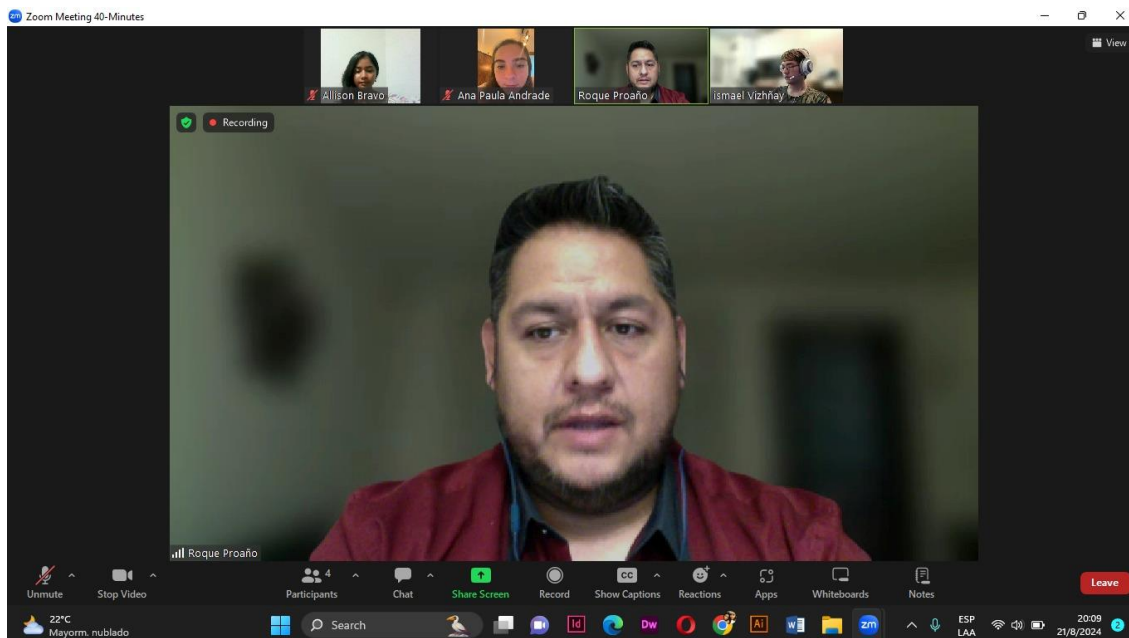 Zoom Meeting 40-Minutes
View
Allison Bravo
Ana Paula Andrade
Roque Proaño
ismael Vizhñay
Recording
Roque Proaño
Unmute
Stop Video
4
Participants
Chat
Share Screen
Record
CC
Show Captions
Reactions
Apps
Whiteboards
Notes
Leave
22°C
Mayorm. nublado
Search
Id
Dw
Ai
W
zm
ESP
LAA
20:09
21/8/2024
2